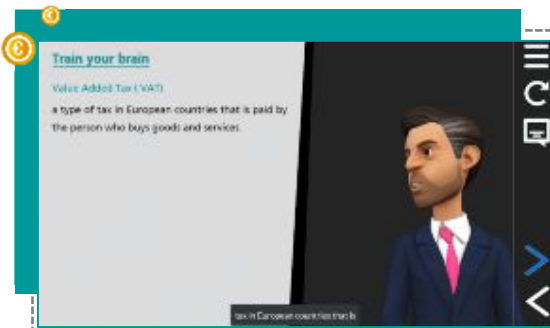 Train your brain
Value Added Tax ( VAT)
a type of tax in European countries that is paid by
the person who buys goods and services.
tax in European countries that is